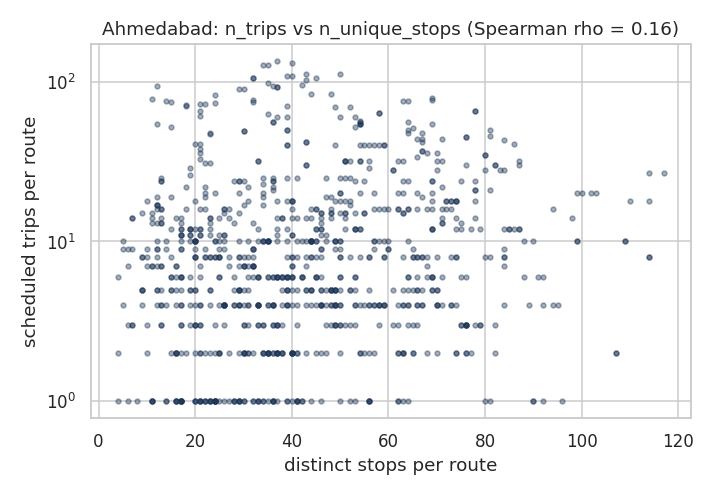 Ahmedabad: n_trips vs n_unique_stops (Spearman rho = 0.16)
scheduled trips per route
10²
10¹
10⁰
0 20 40 60 80 100 120
distinct stops per route